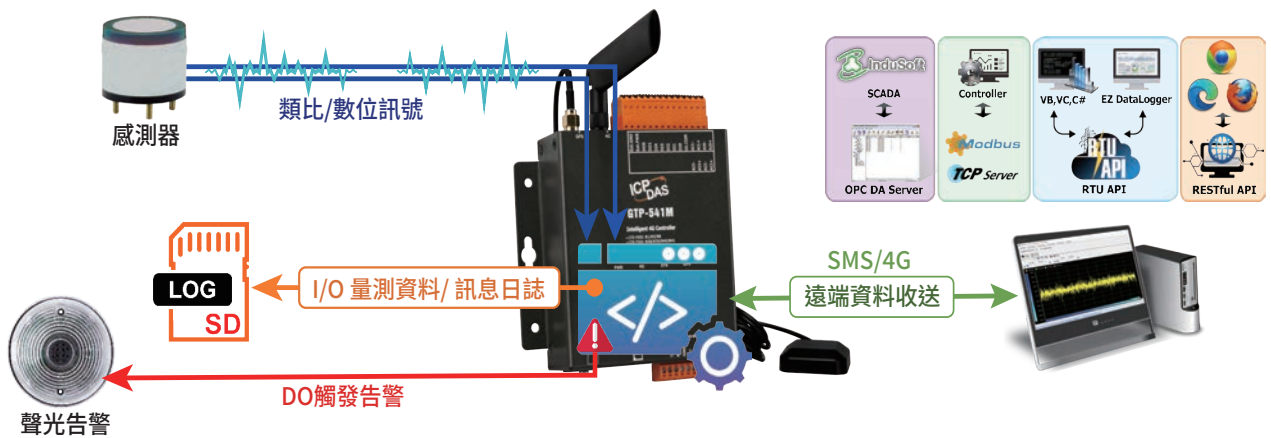 感測器
類比/數位訊號
InduSoft
SCADA
OPC DA Server
Controller
Modbus
TCP Server
VB,VC,C#
EZ DataLogger
RTU
API
RTU API
RESTful API
ICP
DAS
GTP-541M
Intelligent 4G Controller
LOG
SD
I/O 量測資料/ 訊息日誌
</>
SMS/4G
遠端資料收送
DO觸發告警
聲光告警